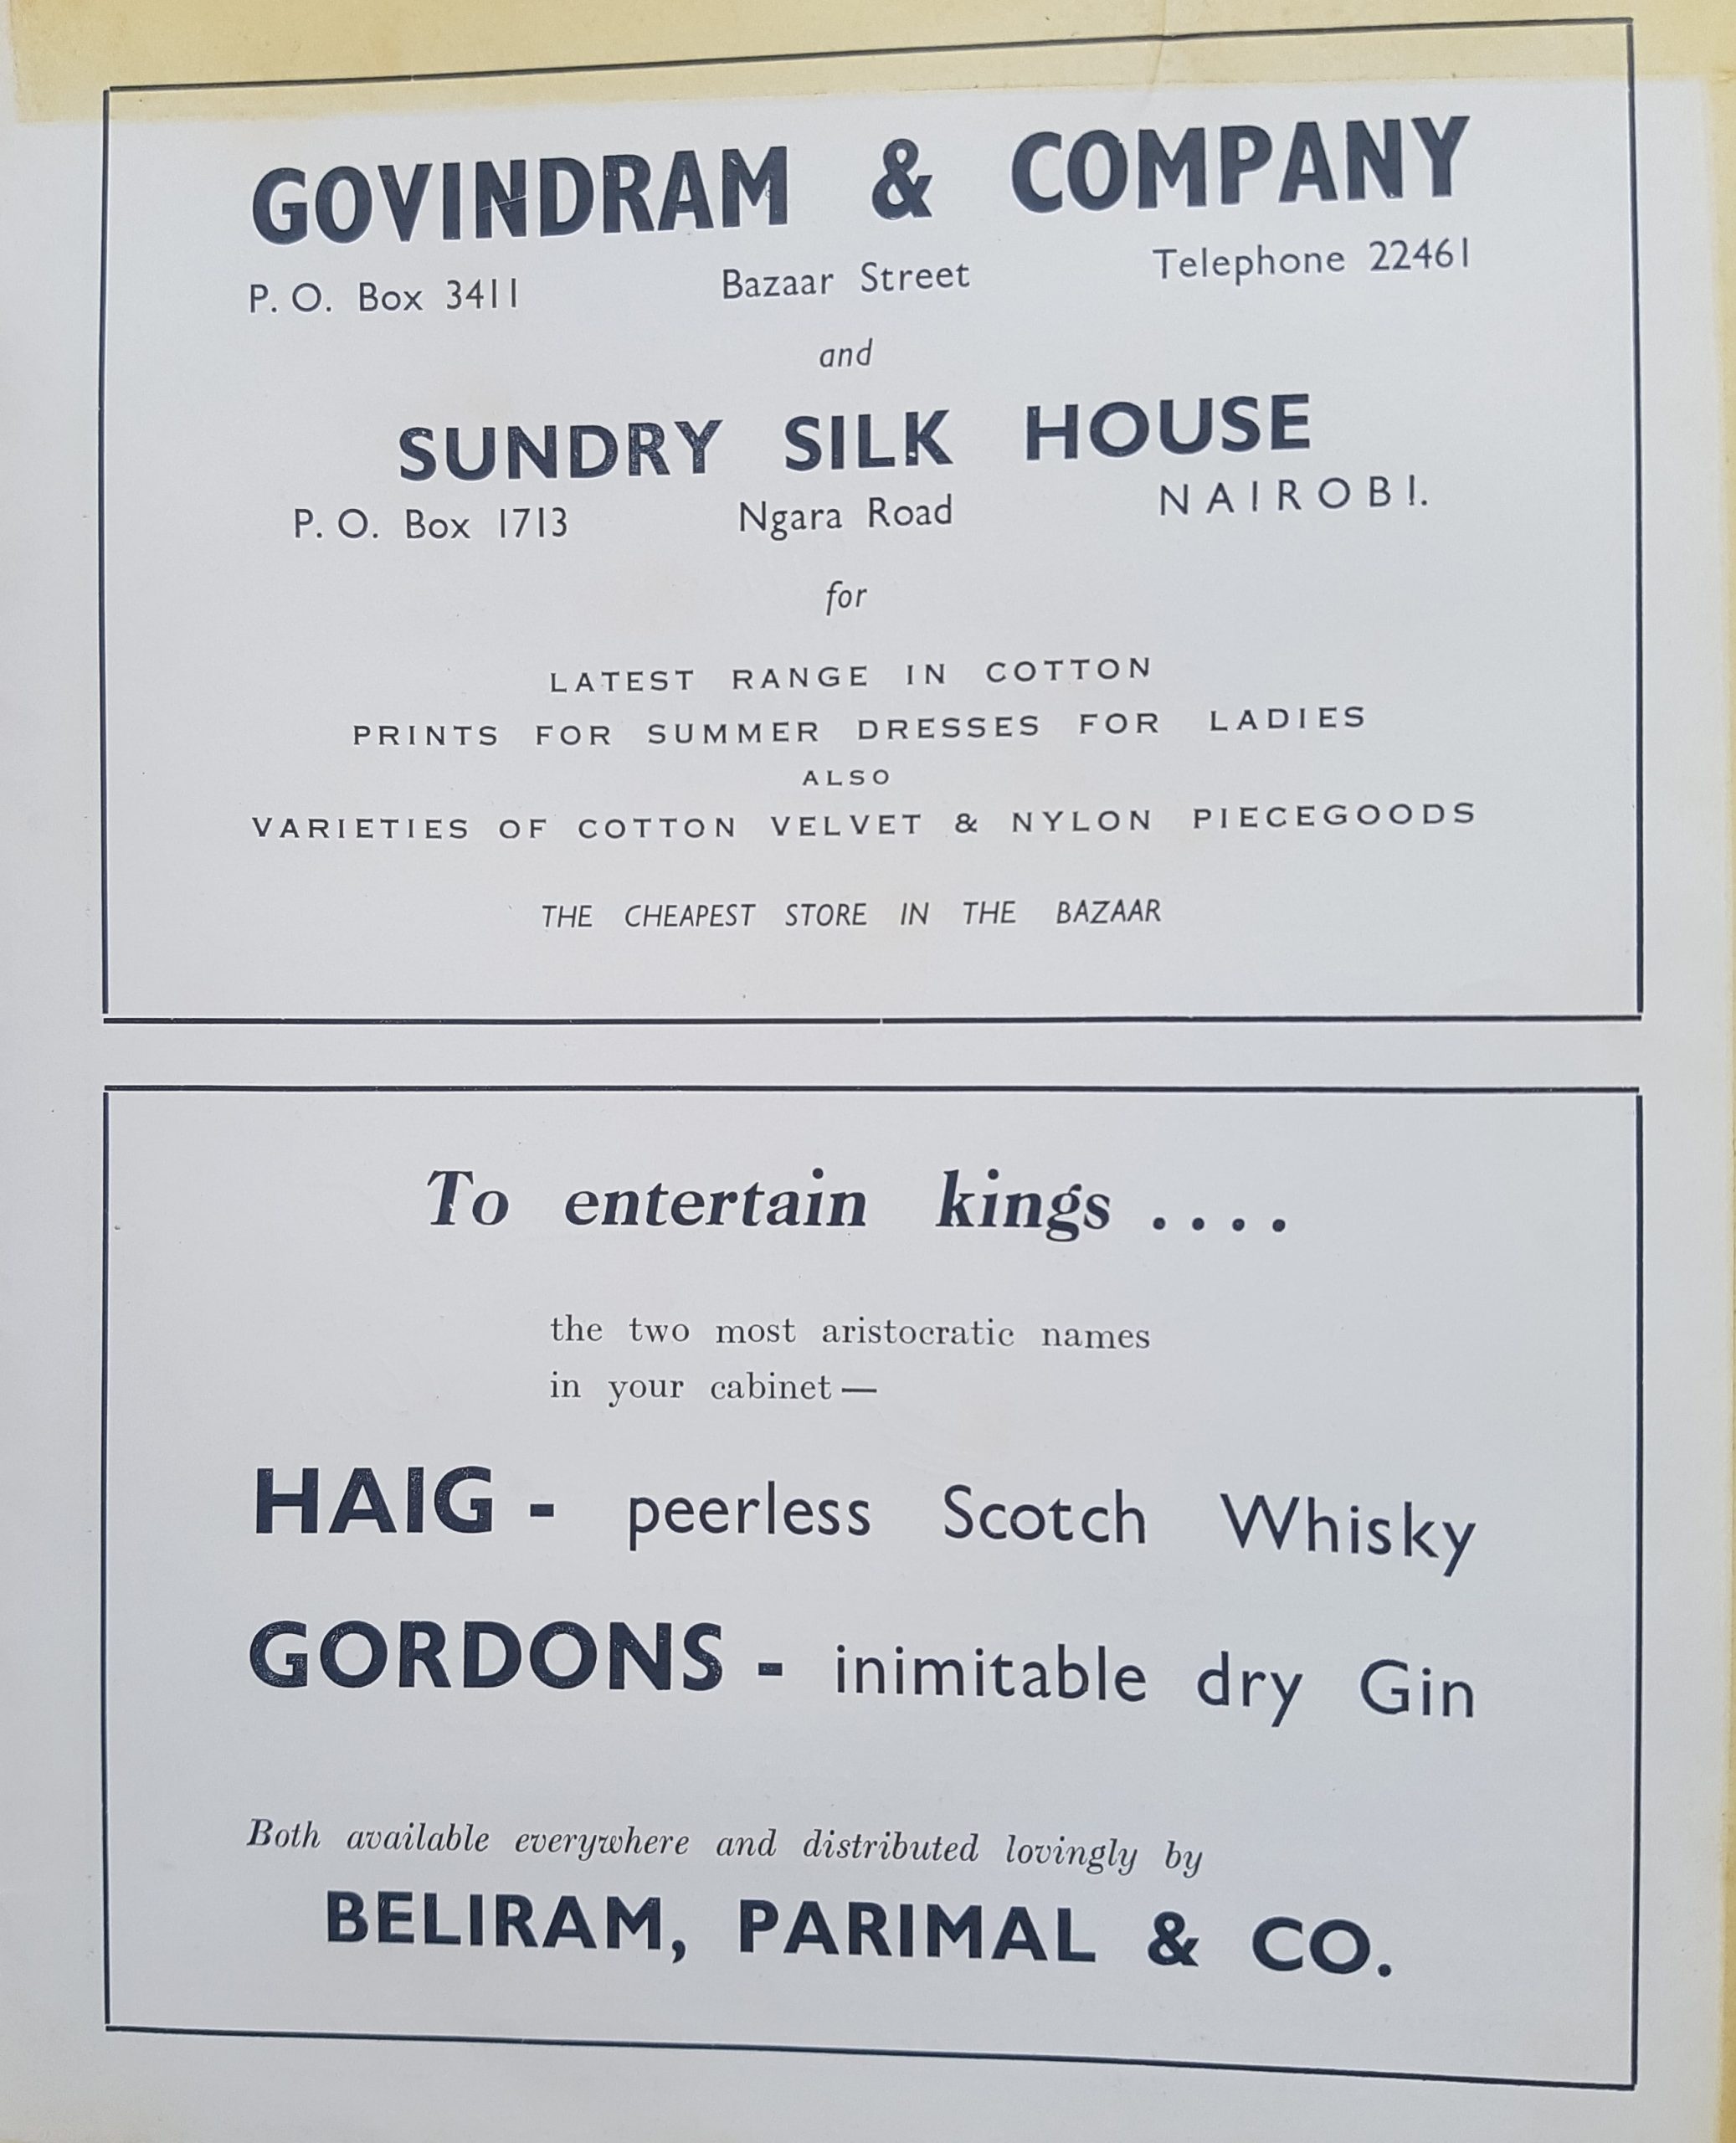 GOVINDRAM & COMPANY
P. O. Box 3411 Bazaar Street Telephone 22461
and
SUNDRY SILK HOUSE
P. O. Box 1713 Ngara Road NAIROBI.
for
LATEST RANGE IN COTTON
PRINTS FOR SUMMER DRESSES FOR LADIES
ALSO
VARIETIES OF COTTON VELVET & NYLON PIECEGOODS
THE CHEAPEST STORE IN THE BAZAAR
To entertain kings . . . .
the two most aristocratic names
in your cabinet —
HAIG - peerless Scotch Whisky
GORDONS - inimitable dry Gin
Both available everywhere and distributed lovingly by
BELIRAM, PARIMAL & CO.